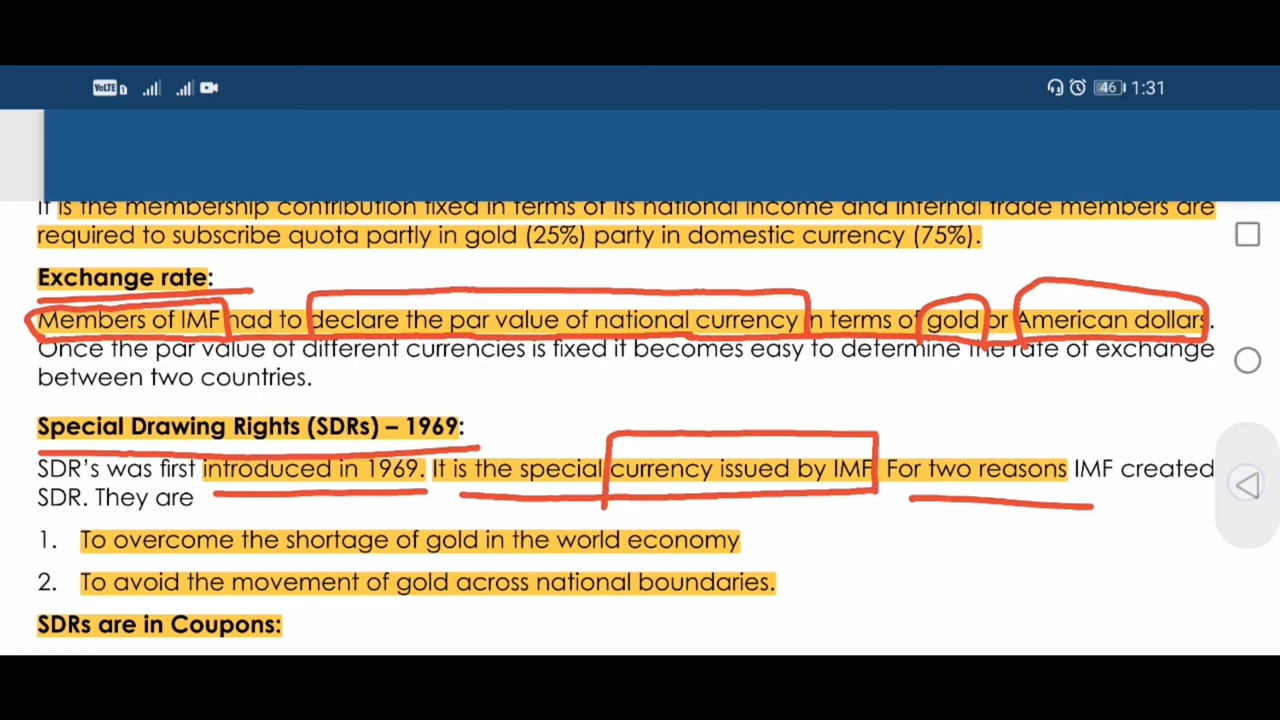 VoLTE 46 1:31
It is the membership contribution fixed in terms of its national income and internal trade members are
required to subscribe quota partly in gold (25%) party in domestic currency (75%).
Exchange rate:
Members of IMF had to declare the par value of national currency in terms of gold or American dollars.
Once the par value of different currencies is fixed it becomes easy to determine the rate of exchange
between two countries.
Special Drawing Rights (SDRs) – 1969:
SDR's was first introduced in 1969. It is the special currency issued by IMF. For two reasons IMF created
SDR. They are
1. To overcome the shortage of gold in the world economy
2. To avoid the movement of gold across national boundaries.
SDRs are in Coupons: